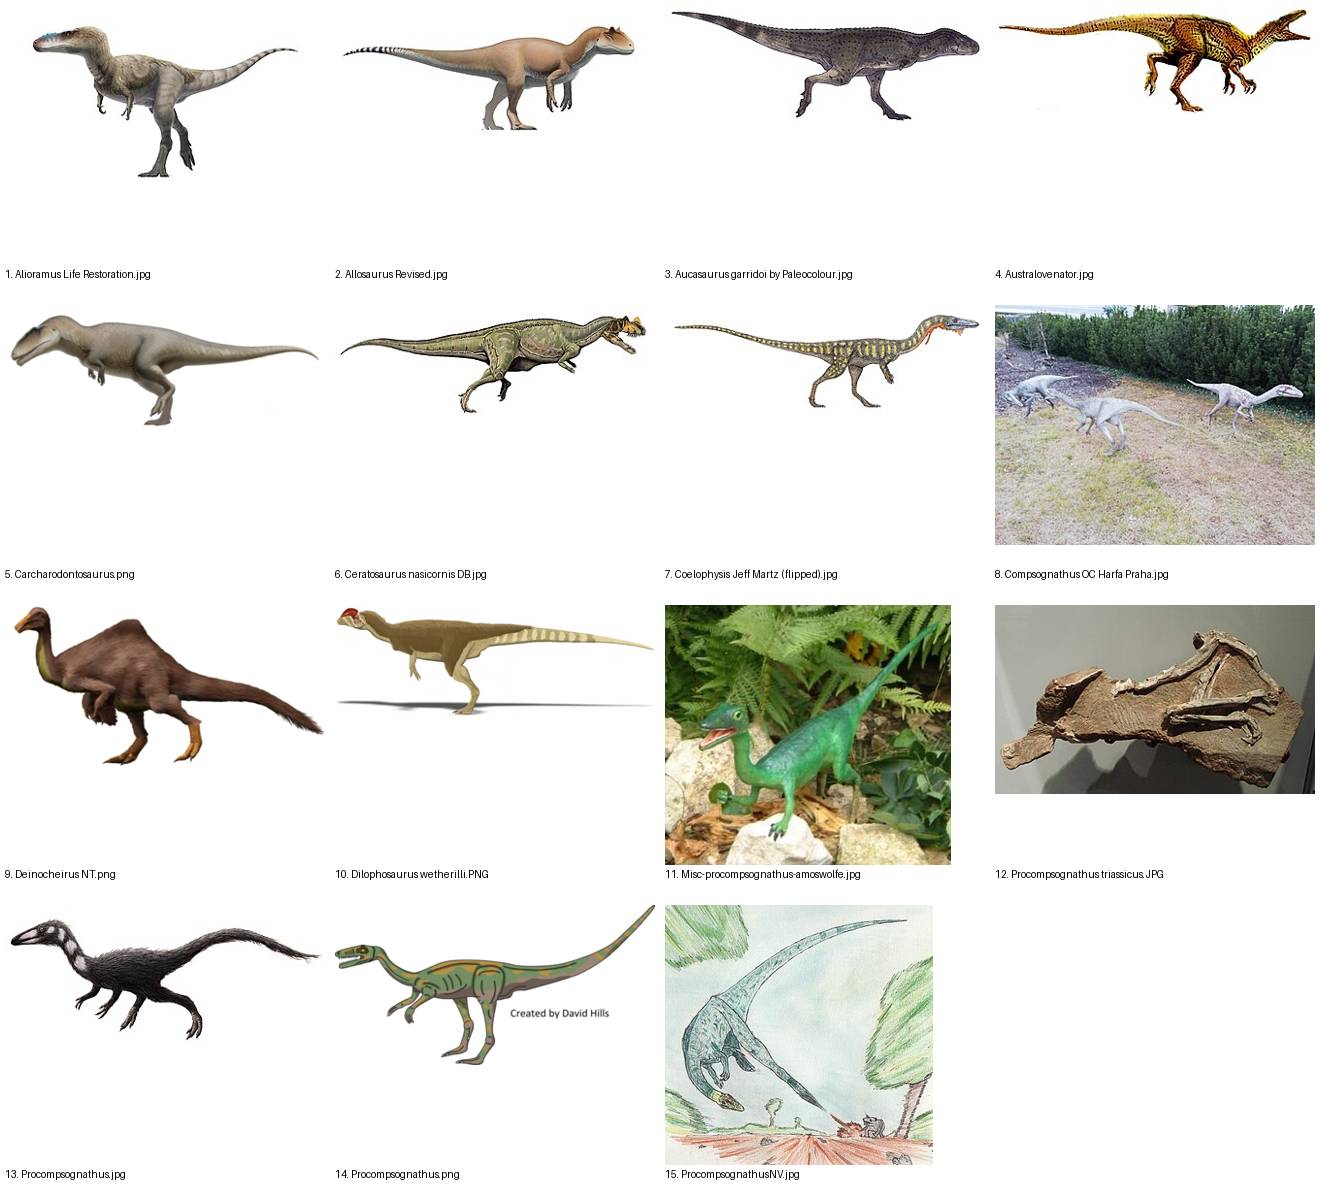 1. Alioramus Life Restoration.jpg
2. Allosaurus Revised.jpg
3. Aucasaurus garridoi by Paleocolour.jpg
4. Australovenator.jpg
5. Carcharodontosaurus.png
6. Ceratosaurus nasicornis DB.jpg
7. Coelophysis Jeff Martz (flipped).jpg
8. Compsognathus OC Harfa Praha.jpg
9. Deinocheirus NT.png
10. Dilophosaurus wetherilli.PNG
11. Misc-procompsognathus-amoswolfe.jpg
12. Procompsognathus triassicus.JPG
Created by David Hills
13. Procompsognathus.jpg
14. Procompsognathus.png
15. ProcompsognathusNV.jpg